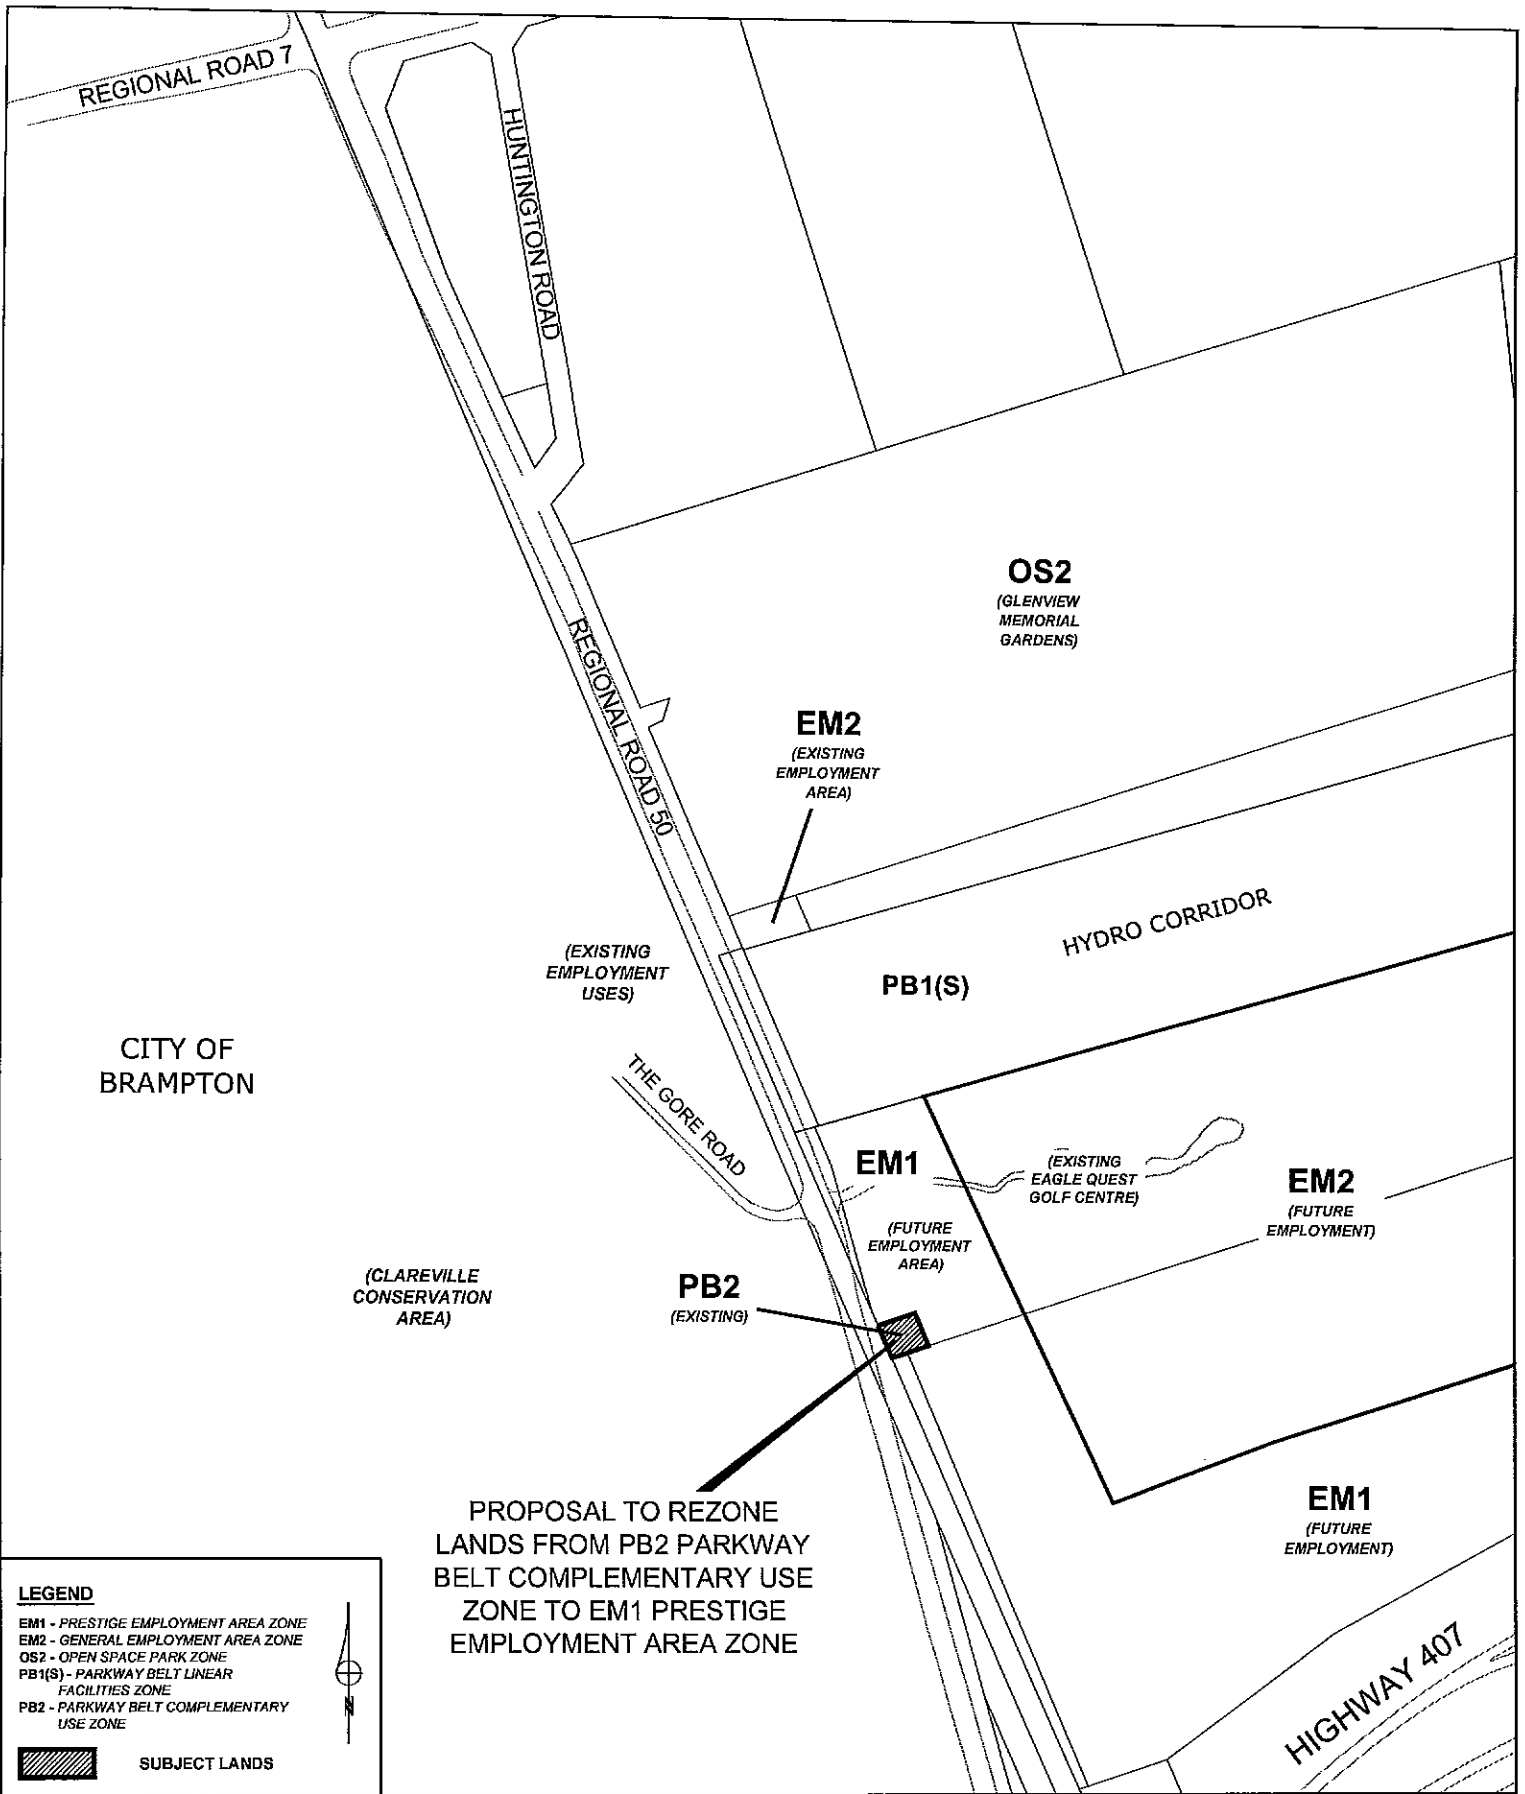 REGIONAL ROAD 7
HUNTINGTON ROAD
OS2
(GLENVIEW
MEMORIAL
GARDENS)
REGIONAL ROAD 50
EM2
(EXISTING
EMPLOYMENT
AREA)
HYDRO CORRIDOR
(EXISTING
EMPLOYMENT
USES)
PB1(S)
CITY OF
BRAMPTON
THE GORE ROAD
EM1
(EXISTING
EAGLE QUEST
GOLF CENTRE)
EM2
(FUTURE
EMPLOYMENT)
(FUTURE
EMPLOYMENT
AREA)
(CLAREVILLE
CONSERVATION
AREA)
PB2
(EXISTING)
PROPOSAL TO REZONE
LANDS FROM PB2 PARKWAY
BELT COMPLEMENTARY USE
ZONE TO EM1 PRESTIGE
EMPLOYMENT AREA ZONE
EM1
(FUTURE
EMPLOYMENT)
HIGHWAY 407
LEGEND
EM1 - PRESTIGE EMPLOYMENT AREA ZONE
EM2 - GENERAL EMPLOYMENT AREA ZONE
OS2 - OPEN SPACE PARK ZONE
PB1(S) - PARKWAY BELT LINEAR
FACILITIES ZONE
PB2 - PARKWAY BELT COMPLEMENTARY
USE ZONE
N
SUBJECT LANDS